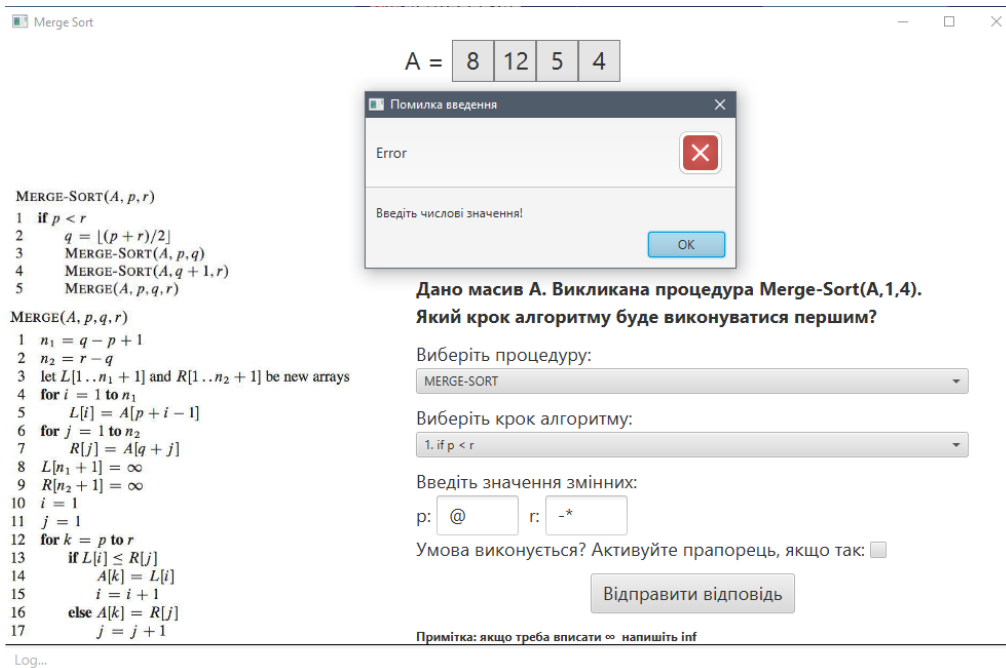 Merge Sort
A = 8 12 5 4
Помилка введення
Error
Введіть числові значення!
OK
MERGE-SORT(A, p, r)
1 if p < r
2 q = ⌊(p + r)/2⌋
3 MERGE-SORT(A, p, q)
4 MERGE-SORT(A, q + 1, r)
5 MERGE(A, p, q, r)
MERGE(A, p, q, r)
1 n₁ = q − p + 1
2 n₂ = r − q
3 let L[1..n₁ + 1] and R[1..n₂ + 1] be new arrays
4 for i = 1 to n₁
5 L[i] = A[p + i − 1]
6 for j = 1 to n₂
7 R[j] = A[q + j]
8 L[n₁ + 1] = ∞
9 R[n₂ + 1] = ∞
10 i = 1
11 j = 1
12 for k = p to r
13 if L[i] ≤ R[j]
14 A[k] = L[i]
15 i = i + 1
16 else A[k] = R[j]
17 j = j + 1
Дано масив A. Викликана процедура Merge-Sort(A,1,4).
Який крок алгоритму буде виконуватися першим?
Виберіть процедуру:
MERGE-SORT
Виберіть крок алгоритму:
1. if p < r
Введіть значення змінних:
p: @ r: -*
Умова виконується? Активуйте прапорець, якщо так:
Відправити відповідь
Примітка: якщо треба вписати ∞ напишіть inf
Log...